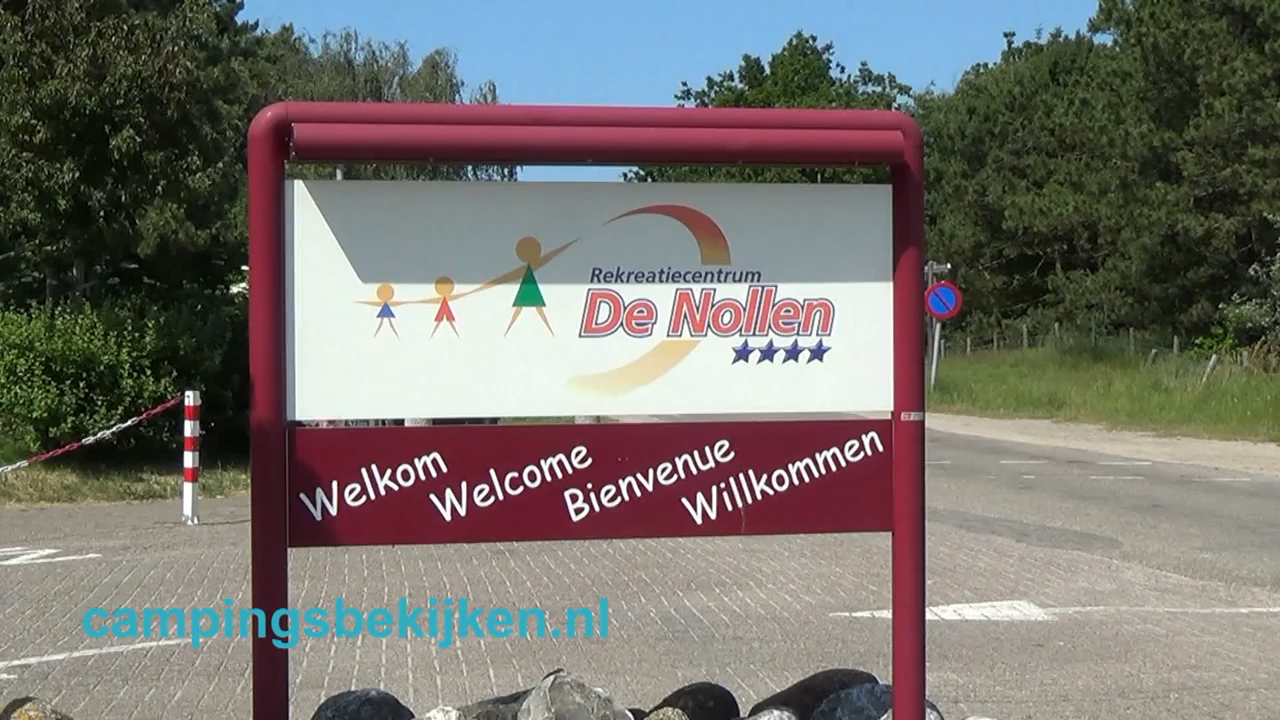 Rekreatiecentrum
De Nollen
Welkom
Welcome
Bienvenue
Willkommen
campingsbekijken.nl